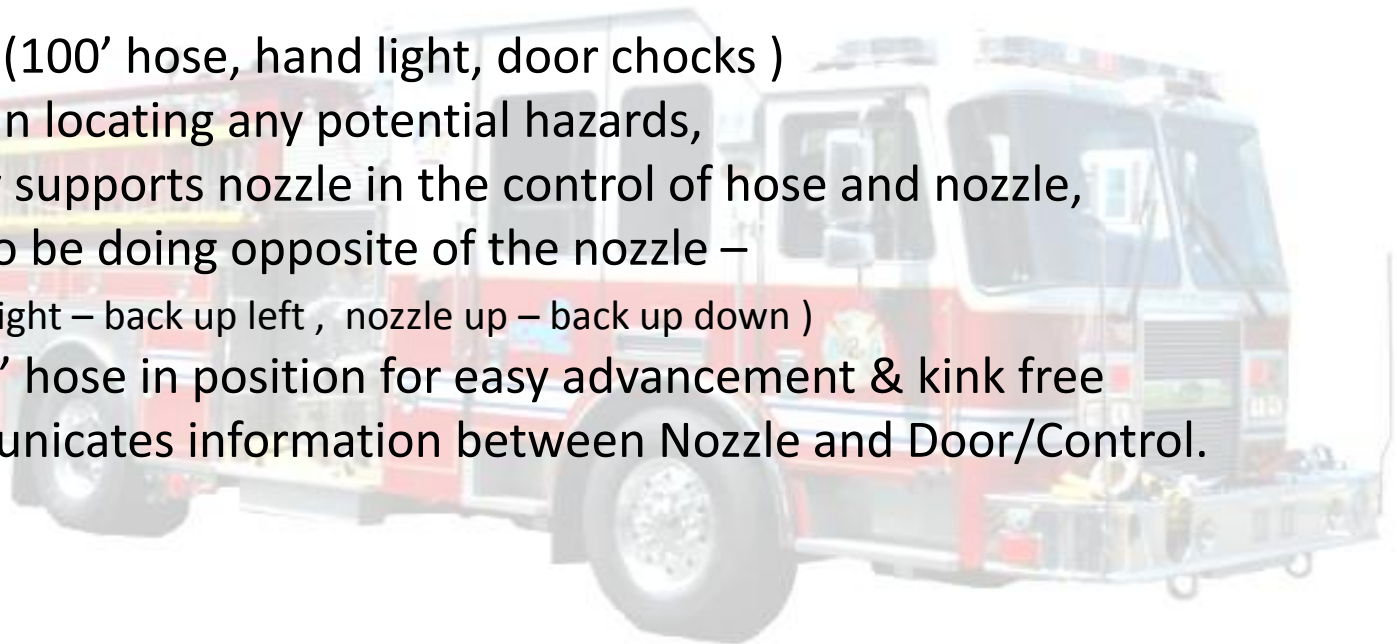 (100’ hose, hand light, door chocks )
n locating any potential hazards,
supports nozzle in the control of hose and nozzle,
o be doing opposite of the nozzle –
ight – back up left , nozzle up – back up down )
’ hose in position for easy advancement & kink free
unicates information between Nozzle and Door/Control.